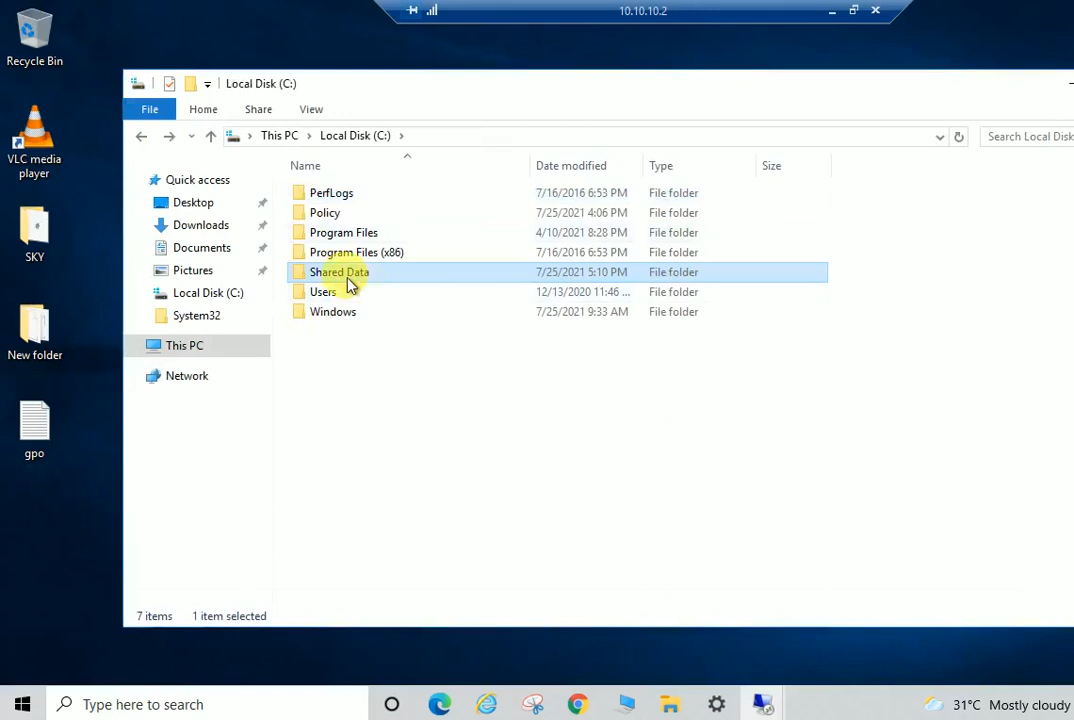 10.10.10.2
Recycle Bin
VLC media
player
SKY
New folder
gpo
Local Disk (C:)
File Home Share View
This PC Local Disk (C:) Search Local Disk
Name Date modified Type Size
Quick access
Desktop
Downloads
Documents
Pictures
Local Disk (C:)
System32
This PC
Network
PerfLogs 7/16/2016 6:53 PM File folder
Policy 7/25/2021 4:06 PM File folder
Program Files 4/10/2021 8:28 PM File folder
Program Files (x86) 7/16/2016 6:53 PM File folder
Shared Data 7/25/2021 5:10 PM File folder
Users 12/13/2020 11:46 ... File folder
Windows 7/25/2021 9:33 AM File folder
7 items 1 item selected
Type here to search
31°C Mostly cloudy